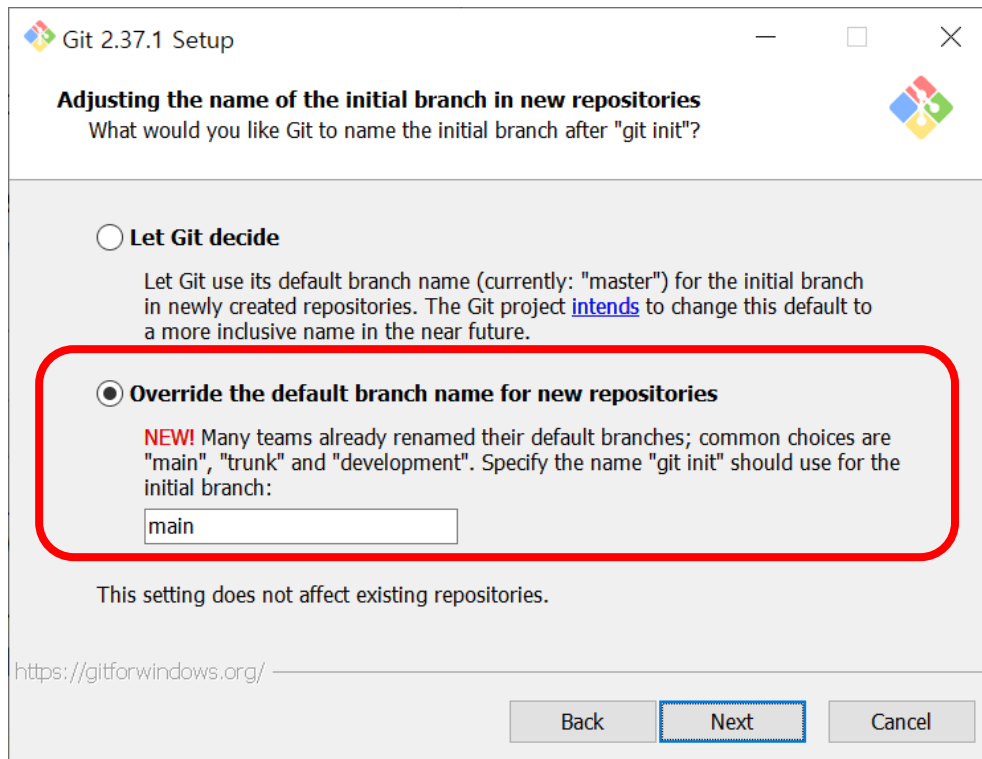 Git 2.37.1 Setup
Adjusting the name of the initial branch in new repositories
What would you like Git to name the initial branch after "git init"?
Let Git decide
Let Git use its default branch name (currently: "master") for the initial branch
in newly created repositories. The Git project intends to change this default to
a more inclusive name in the near future.
Override the default branch name for new repositories
NEW! Many teams already renamed their default branches; common choices are
"main", "trunk" and "development". Specify the name "git init" should use for the
initial branch:
main
This setting does not affect existing repositories.
https://gitforwindows.org/
Back
Next
Cancel